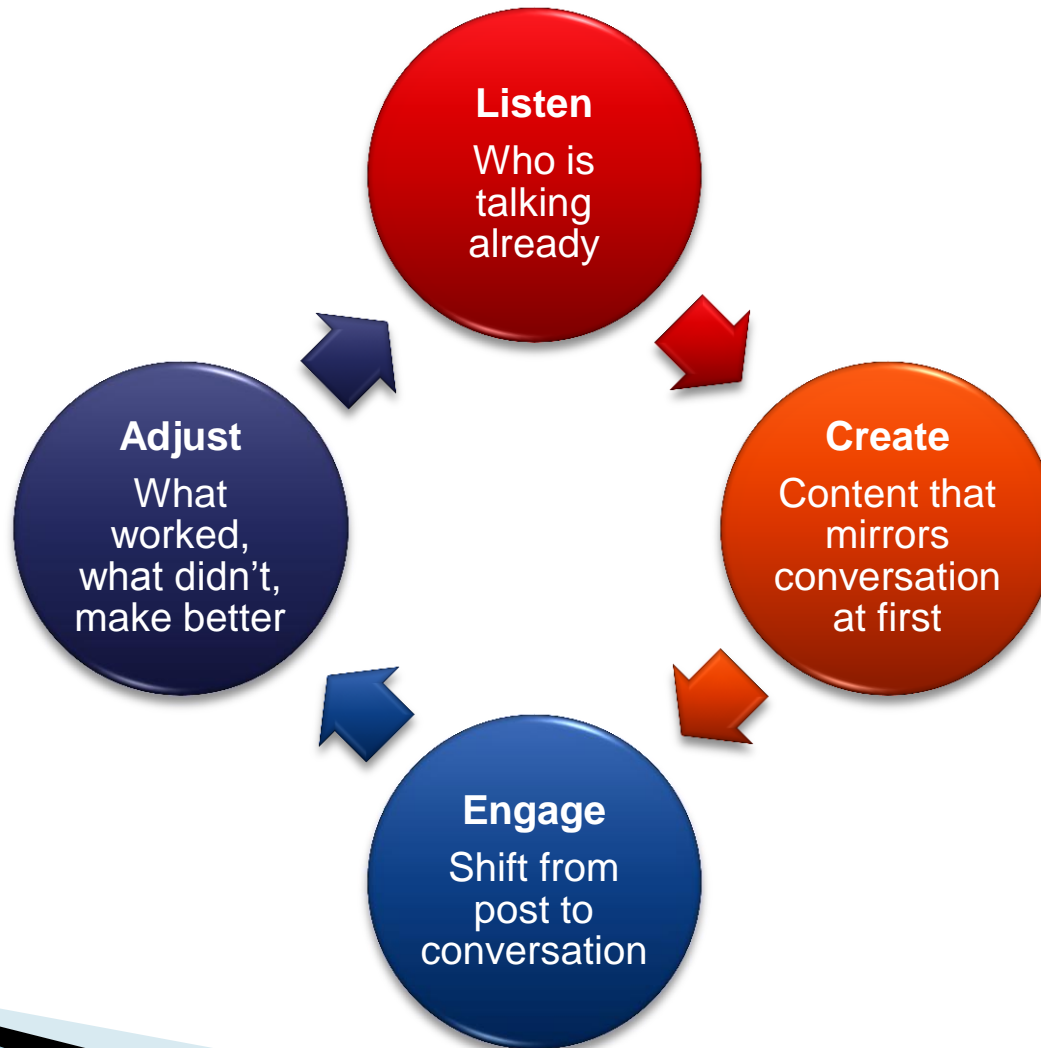 Listen
Who is
talking
already
Create
Content that
mirrors
conversation
at first
Engage
Shift from
post to
conversation
Adjust
What
worked,
what didn’t,
make better